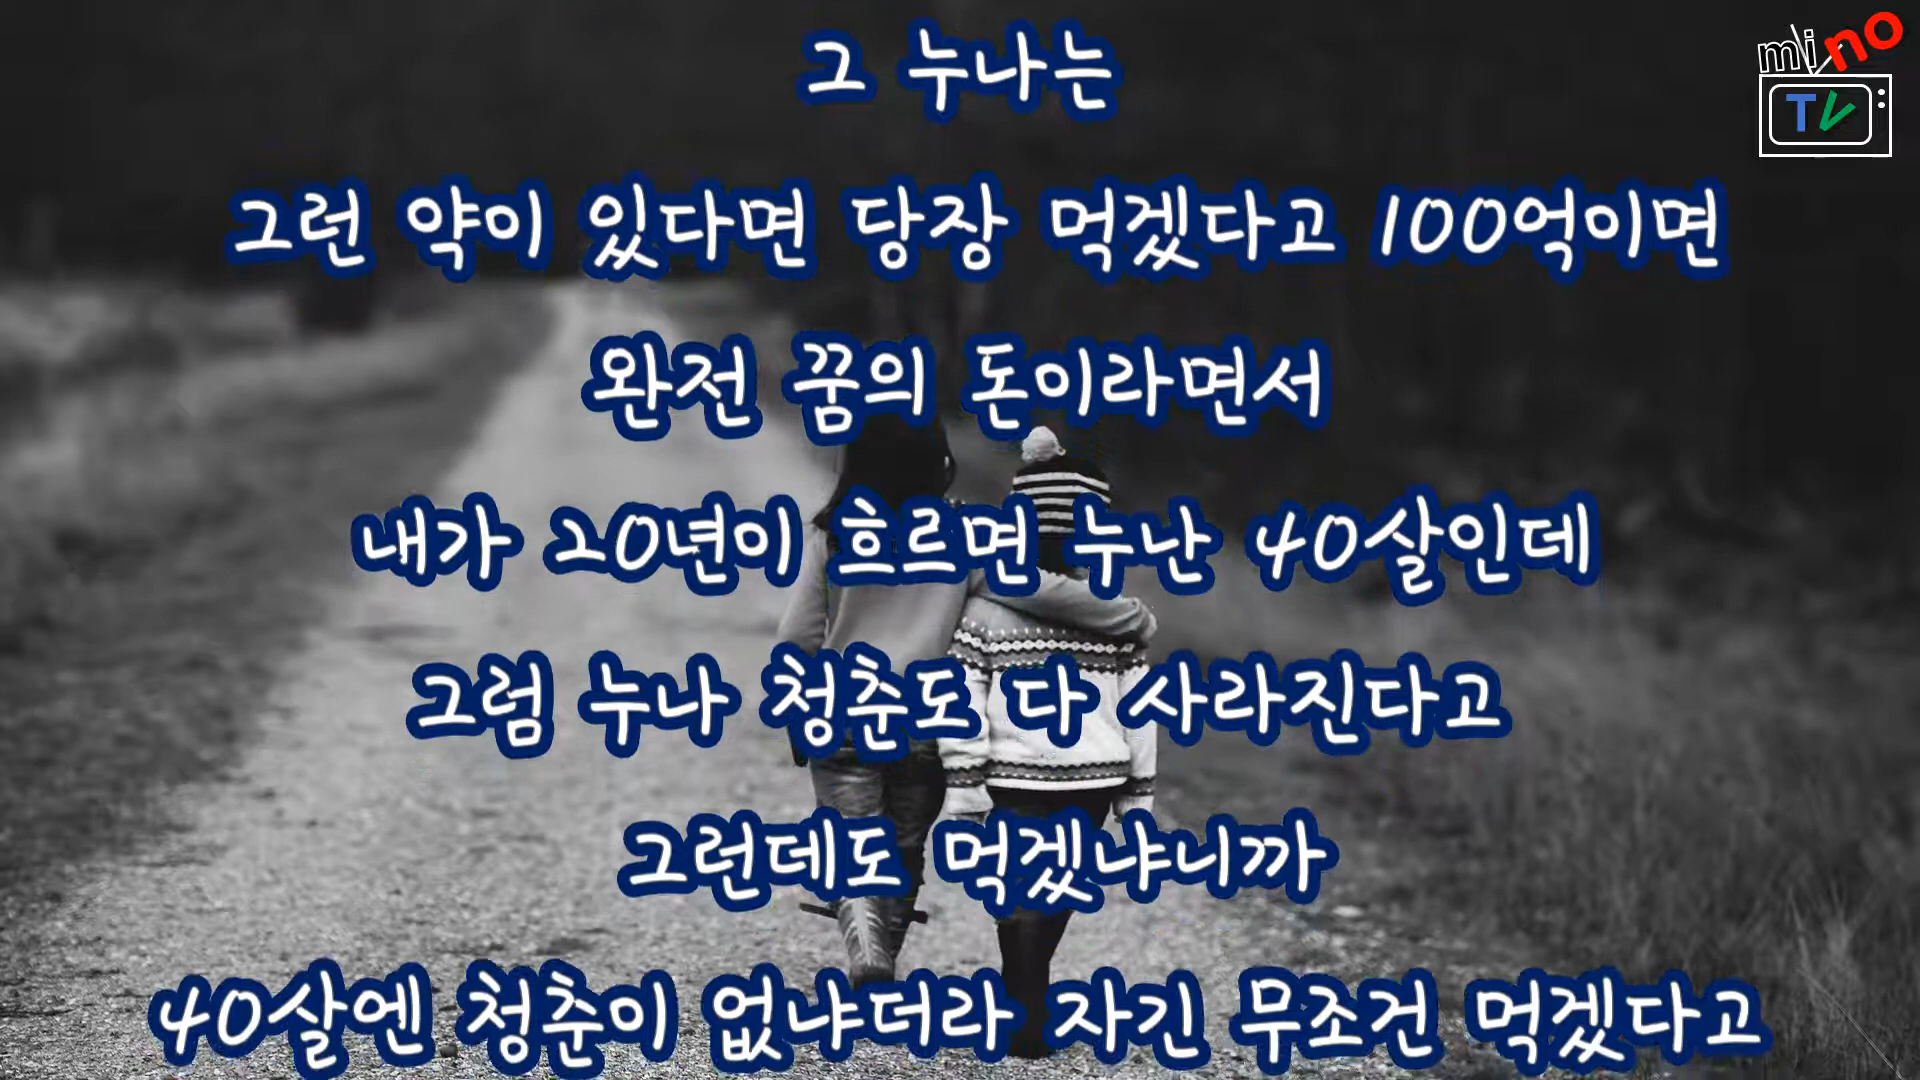 그 누나는
그런 약이 있다면 당장 먹겠다고 100억이면
완전 꿈의 돈이라면서
내가 20년이 흐르면 누난 40살인데
그럼 누나 청춘도 다 사라진다고
그런데도 먹겠냐니까
40살엔 청춘이 없냐더라 자긴 무조건 먹겠다고
mino
TV